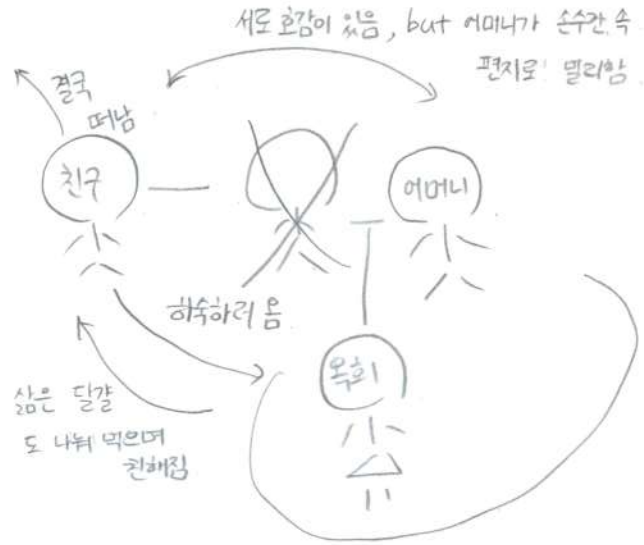 서로 호감이 있음, but 어머니가 손수건 속
편지로 멀리함
결국
떠남
친구
어머니
하숙하러 옴
옥희
삶은 달걀
도 나눠 먹으며
친해짐